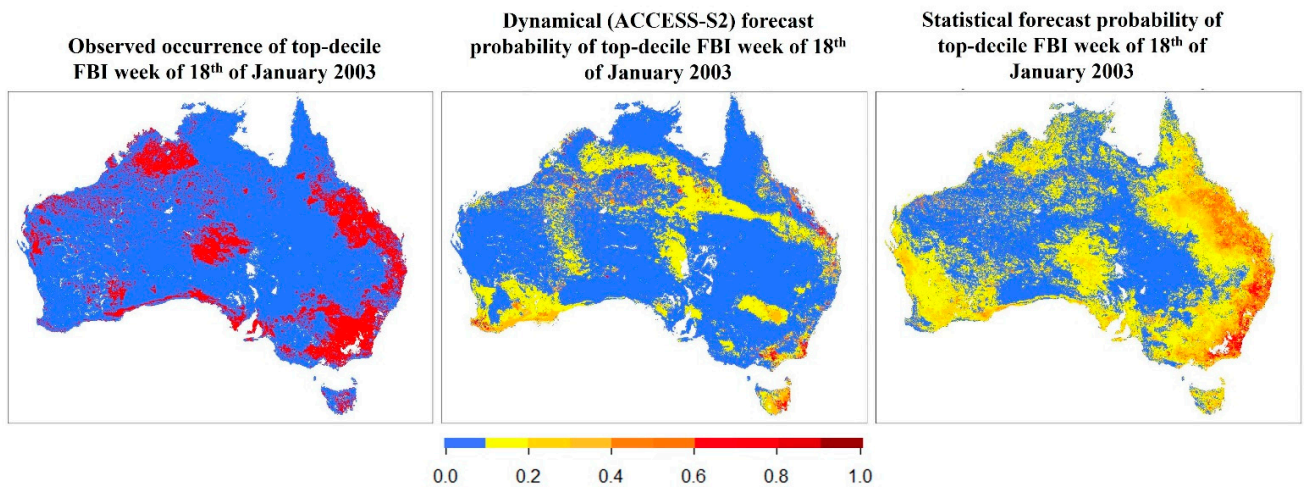 Observed occurrence of top-decile
FBI week of 18th of January 2003
Dynamical (ACCESS-S2) forecast
probability of top-decile FBI week of 18th
of January 2003
Statistical forecast probability of
top-decile FBI week of 18th of
January 2003
0.0 0.2 0.4 0.6 0.8 1.0